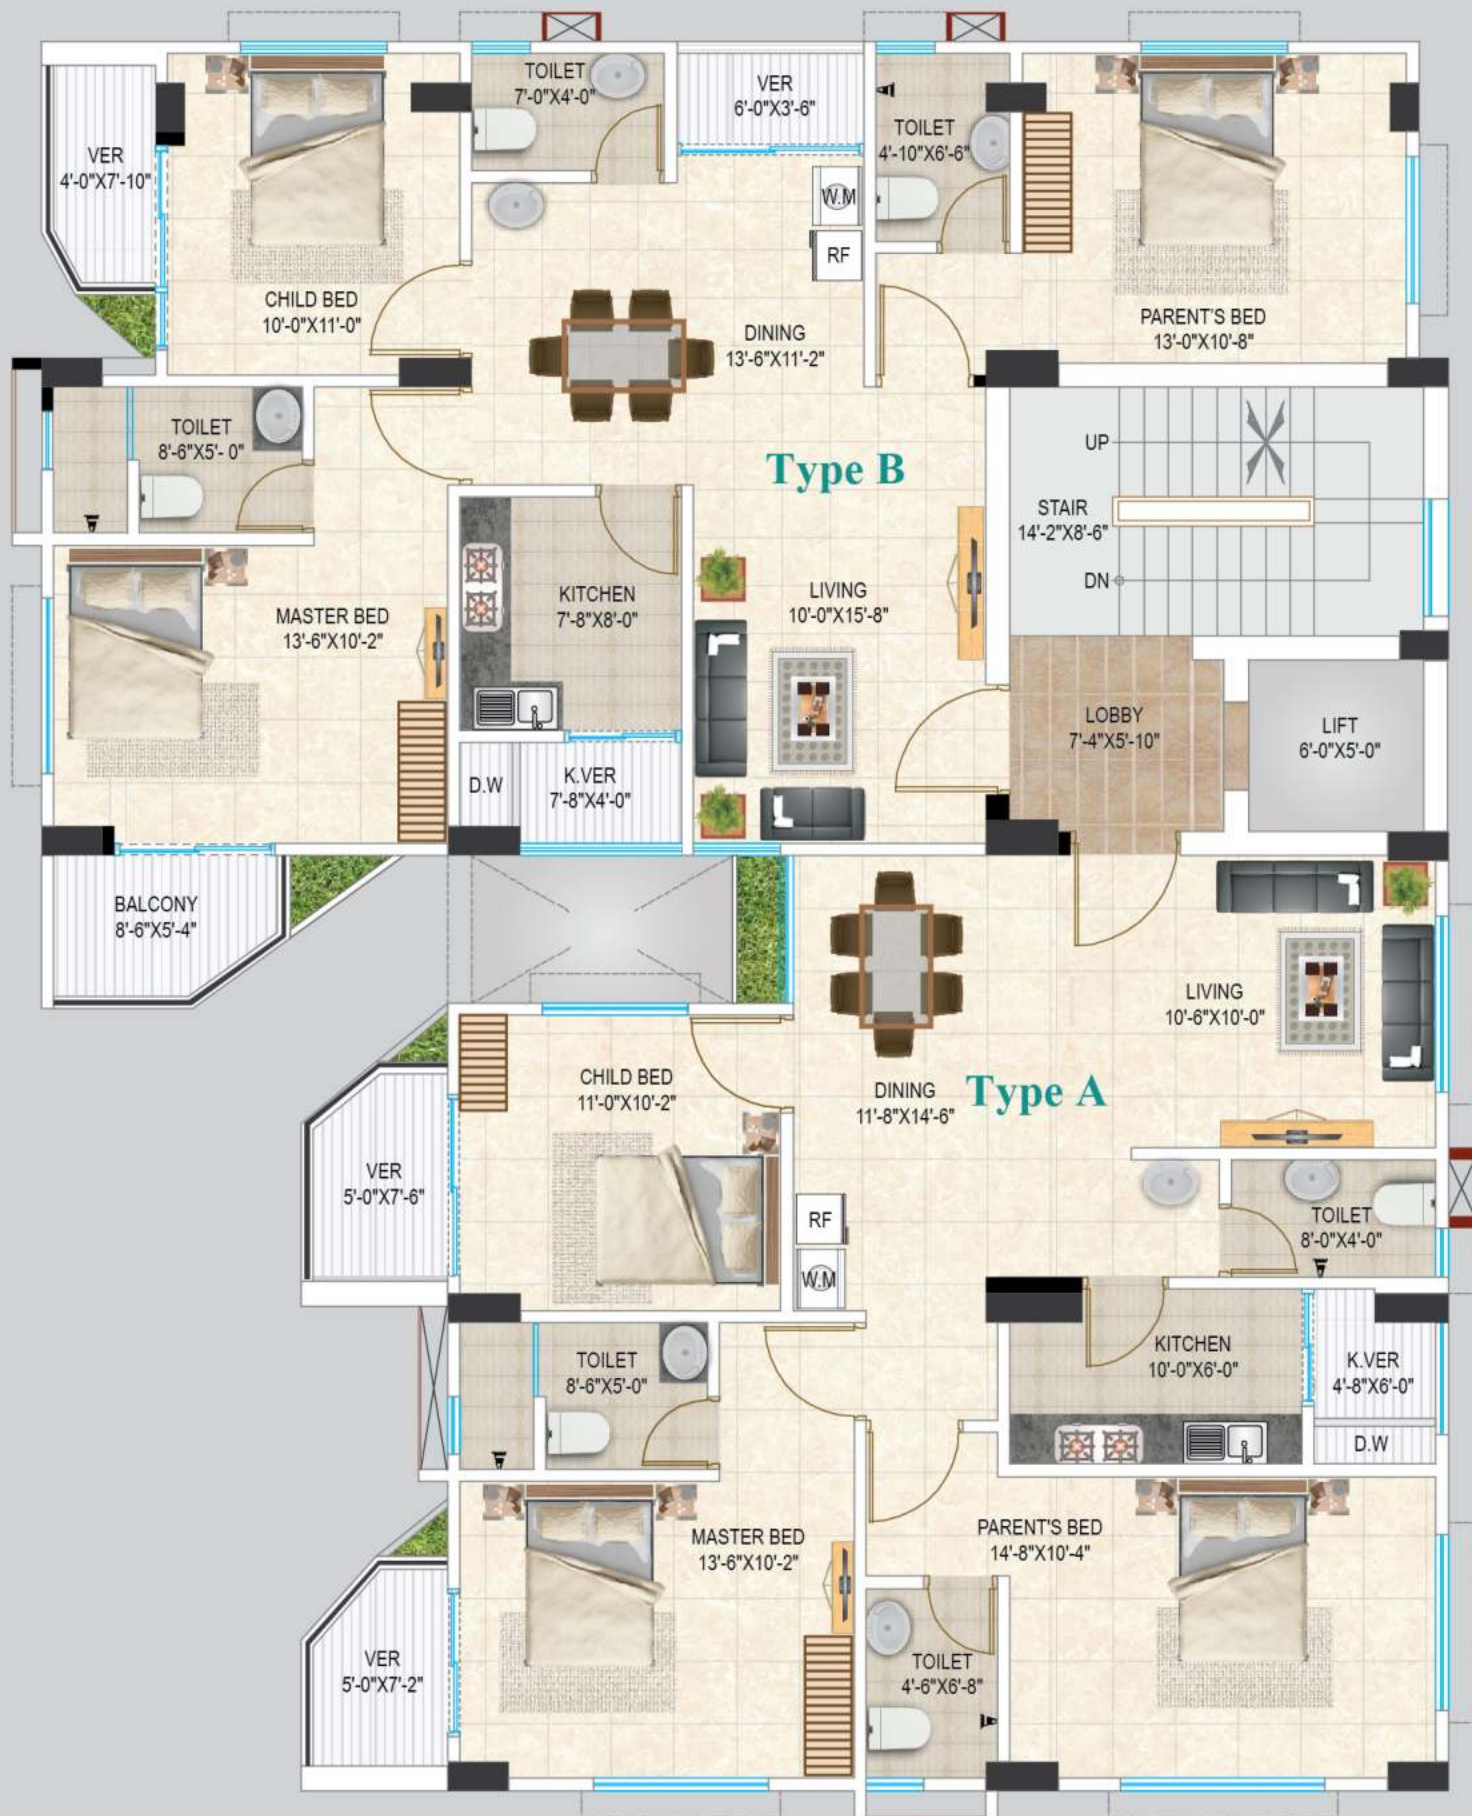 TOILET
7'-0"X4'-0"
VER
6'-0"X3'-6"
TOILET
4'-10"X6'-6"
VER
4'-0"X7'-10"
W.M
RF
CHILD BED
10'-0"X11'-0"
DINING
13'-6"X11'-2"
PARENT'S BED
13'-0"X10'-8"
TOILET
8'-6"X5'- 0"
Type B
UP
STAIR
14'-2"X8'-6"
DN
MASTER BED
13'-6"X10'-2"
KITCHEN
7'-8"X8'-0"
LIVING
10'-0"X15'-8"
LOBBY
7'-4"X5'-10"
LIFT
6'-0"X5'-0"
D.W
K.VER
7'-8"X4'-0"
BALCONY
8'-6"X5'-4"
LIVING
10'-6"X10'-0"
CHILD BED
11'-0"X10'-2"
DINING
11'-8"X14'-6"
Type A
VER
5'-0"X7'-6"
RF
W.M
TOILET
8'-0"X4'-0"
TOILET
8'-6"X5'-0"
KITCHEN
10'-0"X6'-0"
K.VER
4'-8"X6'-0"
D.W
MASTER BED
13'-6"X10'-2"
PARENT'S BED
14'-8"X10'-4"
VER
5'-0"X7'-2"
TOILET
4'-6"X6'-8"